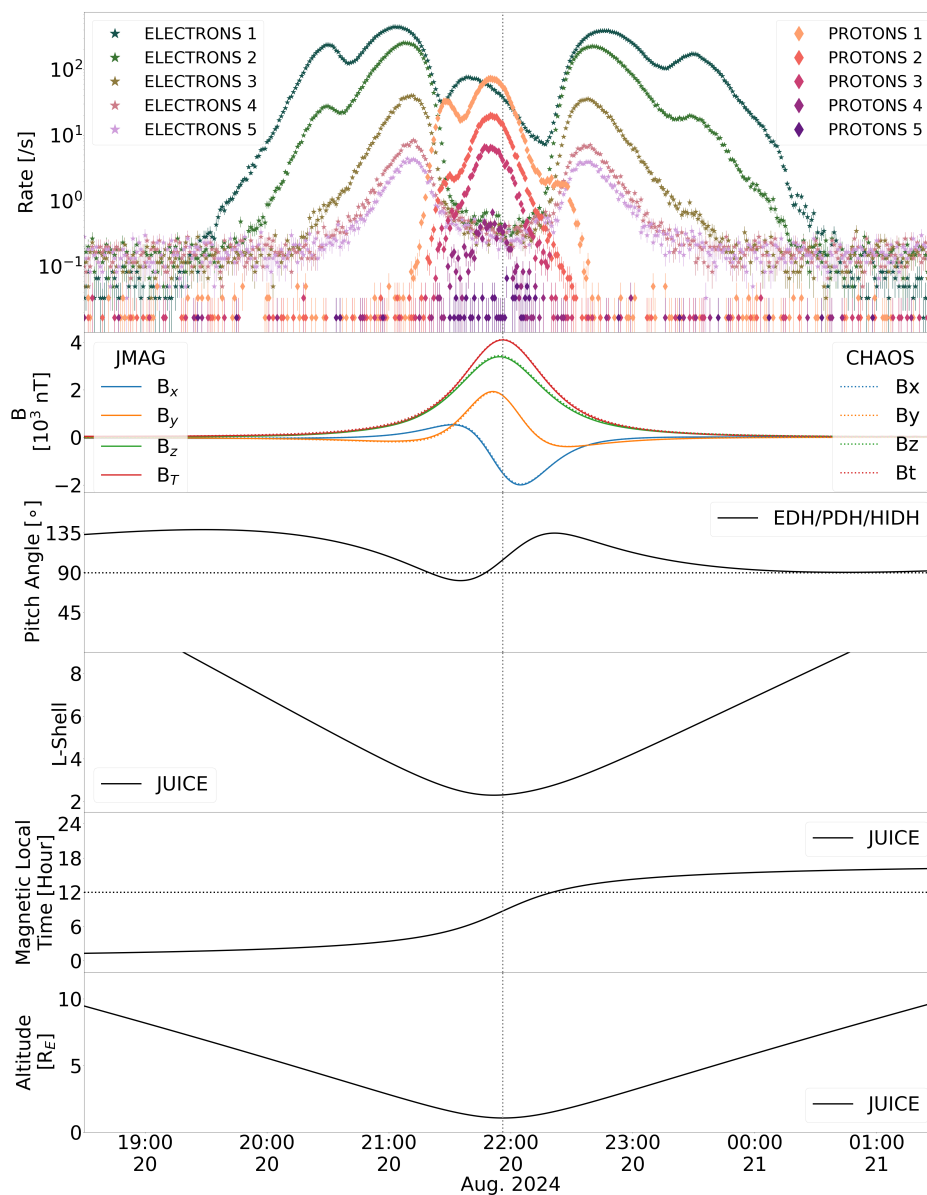 ELECTRONS 1
ELECTRONS 2
ELECTRONS 3
ELECTRONS 4
ELECTRONS 5
PROTONS 1
PROTONS 2
PROTONS 3
PROTONS 4
PROTONS 5
Rate [/s]
10²
10¹
10⁰
10⁻¹
JMAG
Bₓ
B_y
B_z
B_T
CHAOS
Bx
By
Bz
Bt
B
[10³ nT]
4
2
0
−2
EDH/PDH/HIDH
Pitch Angle [∘]
135
90
45
L-Shell
8
6
4
2
JUICE
Magnetic Local
Time [Hour]
24
18
12
6
0
JUICE
Altitude
[R_E]
10
5
0
JUICE
19:00 20:00 21:00 22:00 23:00 00:00 01:00
20 20 20 20 20 21 21
Aug. 2024